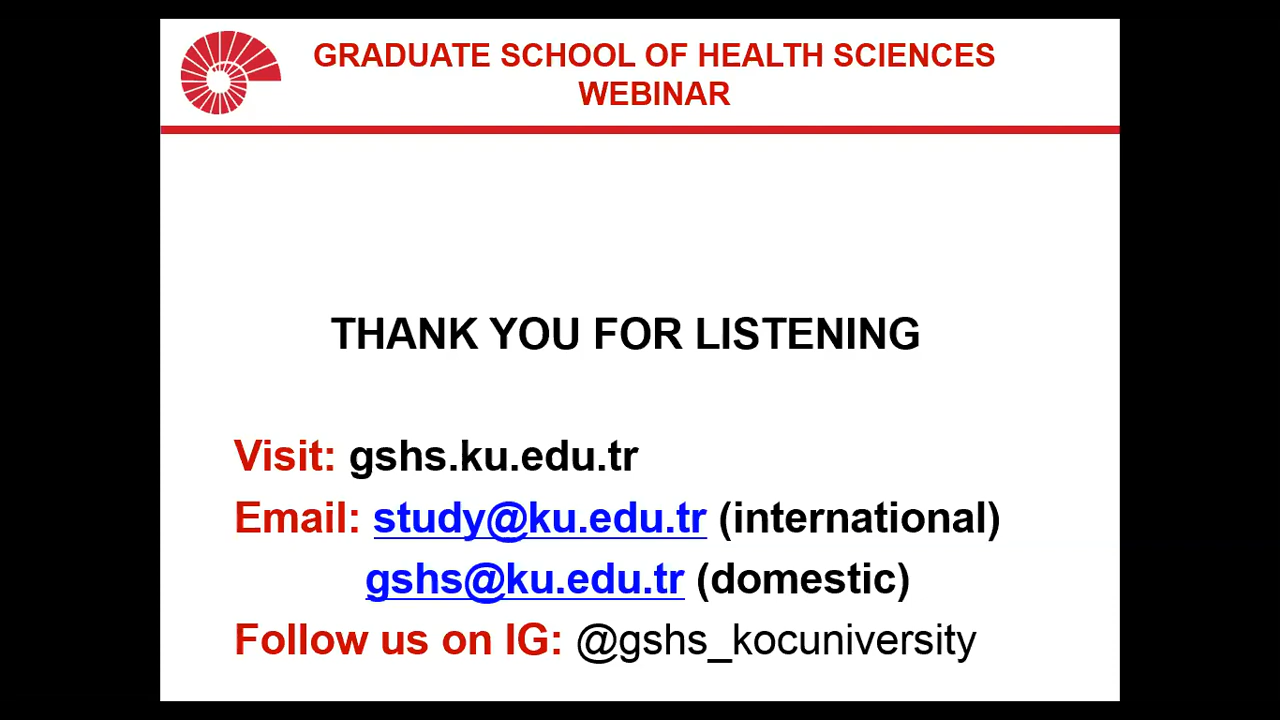 GRADUATE SCHOOL OF HEALTH SCIENCES
WEBINAR
THANK YOU FOR LISTENING
Visit: gshs.ku.edu.tr
Email: study@ku.edu.tr (international)
gshs@ku.edu.tr (domestic)
Follow us on IG: @gshs_kocuniversity